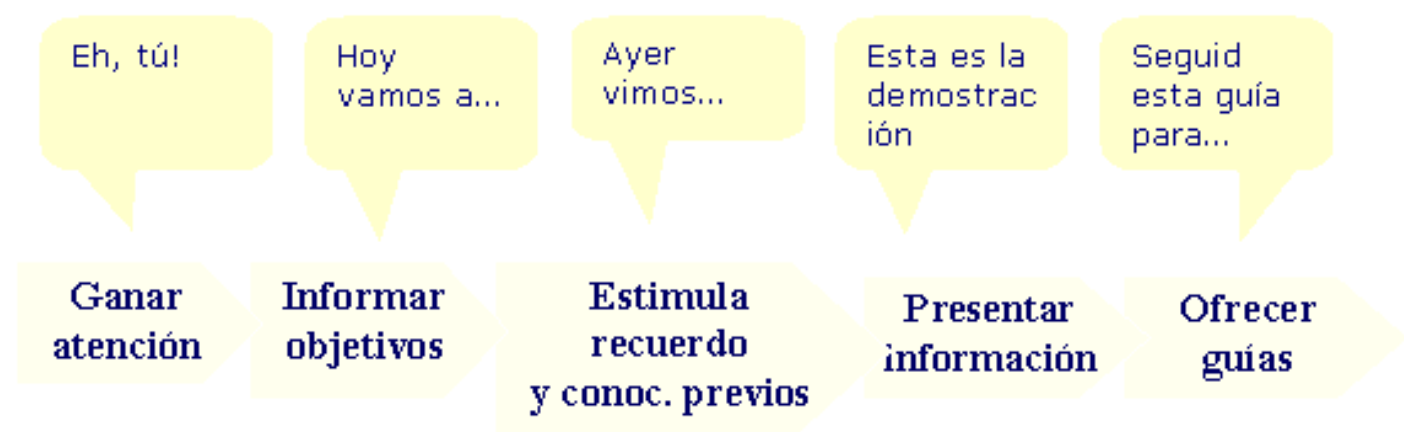 Eh, tú!
Hoy
vamos a...
Ayer
vimos...
Esta es la
demostrac
ión
Seguid
esta guía
para...
Ganar
atención
Informar
objetivos
Estimula
recuerdo
y conoc. previos
Presentar
información
Ofrecer
guías